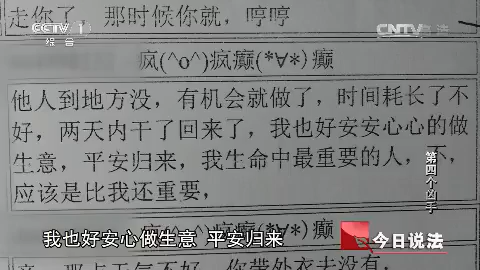 走你了，那时候你就，哼哼
CCTV 1
综合
CNTV
疯(^o^)疯癫(*∀*)癫
他人到地方没，有机会就做了，时间耗长了不
好，两天内干了回来了，我也好安安心心的做
生意，平安归来，我生命中最重要的人，不，
应该是比我还重要，
第四个凶手
我也好安心做生意 平安归来
今日说法